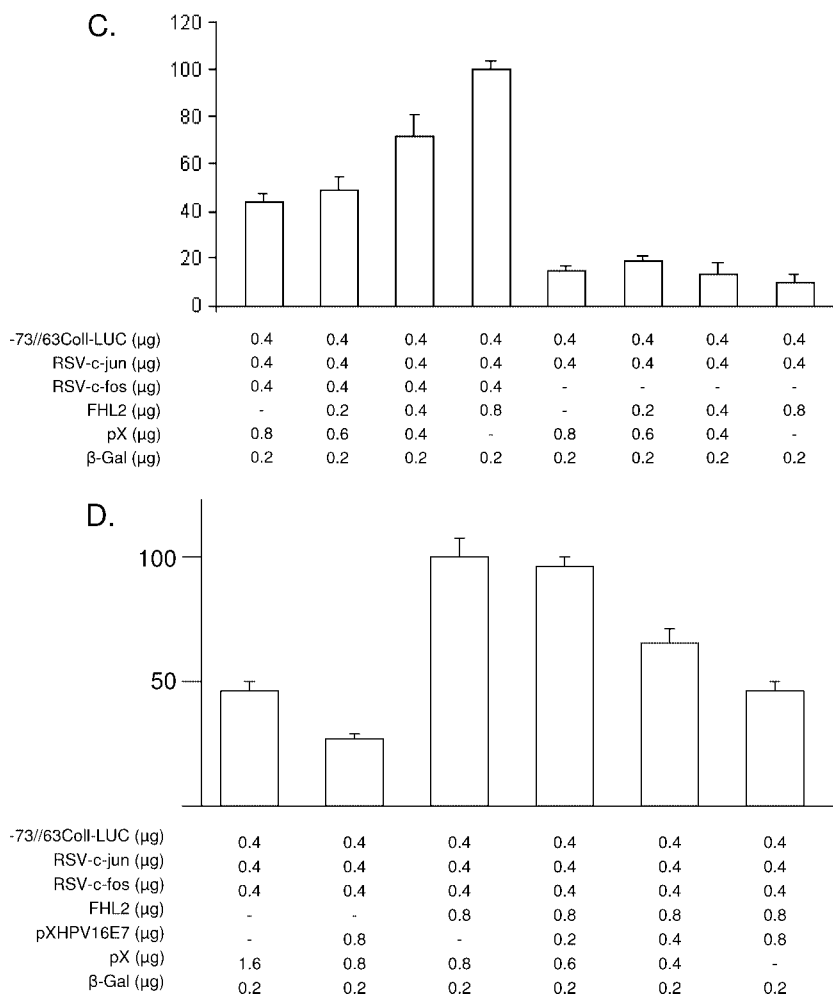 C.
120
100
80
60
40
20
0
-73//63Coll-LUC (µg) 0.4 0.4 0.4 0.4 0.4 0.4 0.4 0.4
RSV-c-jun (µg) 0.4 0.4 0.4 0.4 0.4 0.4 0.4 0.4
RSV-c-fos (µg) 0.4 0.4 0.4 0.4 - - - -
FHL2 (µg) - 0.2 0.4 0.8 - 0.2 0.4 0.8
pX (µg) 0.8 0.6 0.4 - 0.8 0.6 0.4 -
β-Gal (µg) 0.2 0.2 0.2 0.2 0.2 0.2 0.2 0.2
D.
100
50
-73//63Coll-LUC (µg) 0.4 0.4 0.4 0.4 0.4 0.4
RSV-c-jun (µg) 0.4 0.4 0.4 0.4 0.4 0.4
RSV-c-fos (µg) 0.4 0.4 0.4 0.4 0.4 0.4
FHL2 (µg) - - 0.8 0.8 0.8 0.8
pXHPV16E7 (µg) - 0.8 - 0.2 0.4 0.8
pX (µg) 1.6 0.8 0.8 0.6 0.4 -
β-Gal (µg) 0.2 0.2 0.2 0.2 0.2 0.2